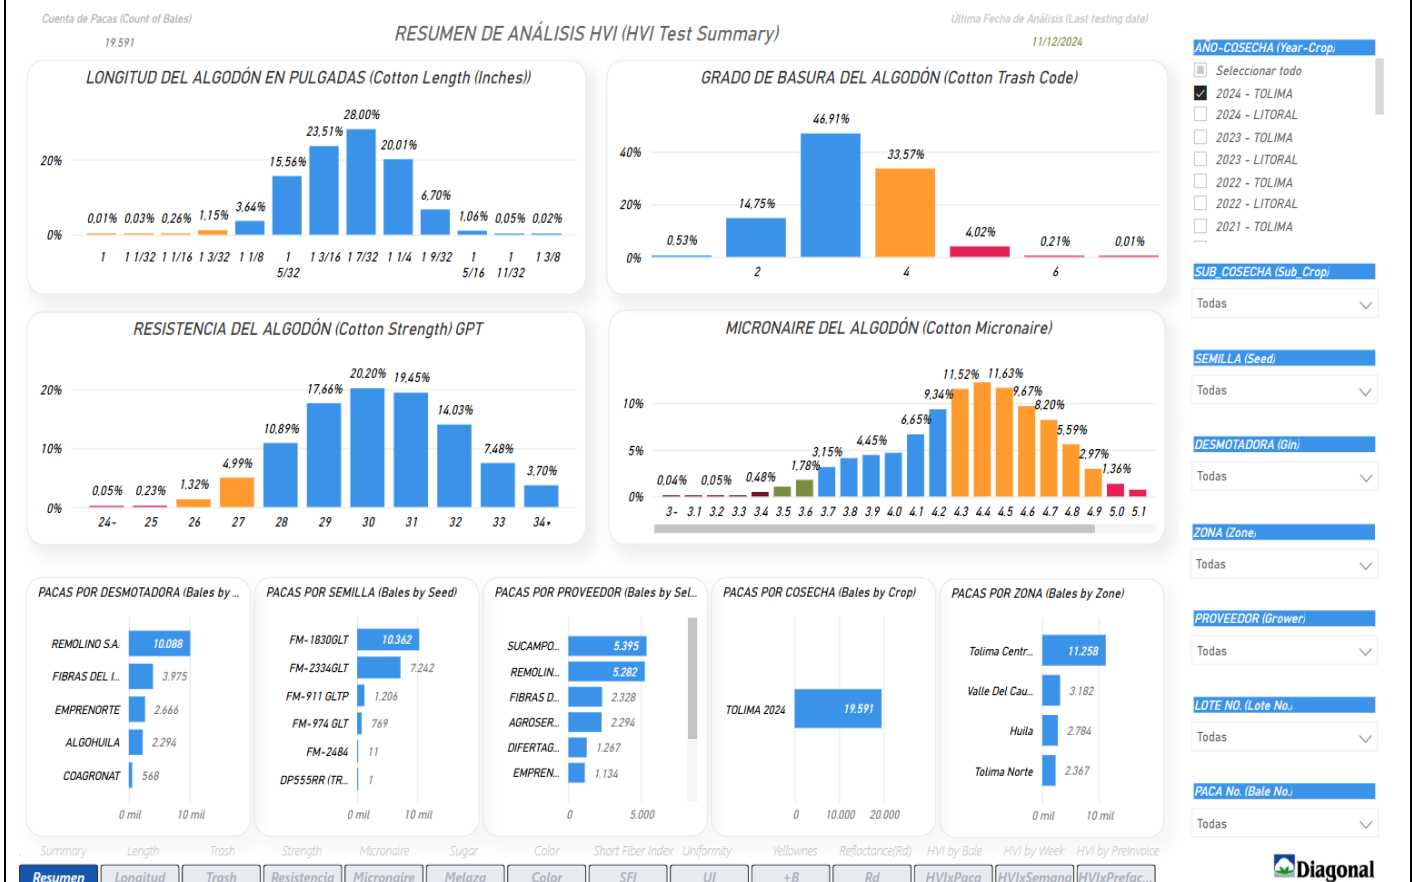 Cuenta de Pacas (Count of Bales)
19.591
RESUMEN DE ANÁLISIS HVI (HVI Test Summary)
Última Fecha de Análisis (Last testing date)
11/12/2024
LONGITUD DEL ALGODÓN EN PULGADAS (Cotton Length (Inches))
20%
0%
0,01% 0,03% 0,26% 1,15% 3,64% 15,56% 23,51% 28,00% 20,01% 6,70% 1,06% 0,05% 0,02%
1 1 1/32 1 1/16 1 3/32 1 1/8 1 5/32 1 3/16 1 7/32 1 1/4 1 9/32 1 5/16 1 11/32 1 3/8
GRADO DE BASURA DEL ALGODÓN (Cotton Trash Code)
40%
20%
0%
0,53% 14,75% 46,91% 33,57% 4,02% 0,21% 0,01%
2 4 6
RESISTENCIA DEL ALGODÓN (Cotton Strength) GPT
20%
10%
0%
0,05% 0,23% 1,32% 4,99% 10,89% 17,66% 20,20% 19,45% 14,03% 7,48% 3,70%
24- 25 26 27 28 29 30 31 32 33 34+
MICRONAIRE DEL ALGODÓN (Cotton Micronaire)
10%
5%
0%
0,04% 0,05% 0,48% 1,78% 3,15% 4,45% 6,65% 9,34% 11,52% 11,63% 9,67% 8,20% 5,59% 2,97% 1,36%
3- 3.1 3.2 3.3 3.4 3.5 3.6 3.7 3.8 3.9 4.0 4.1 4.2 4.3 4.4 4.5 4.6 4.7 4.8 4.9 5.0 5.1
PACAS POR DESMOTADORA (Bales by ...
REMOLINO S.A. 10.088
FIBRAS DEL I... 3.975
EMPRENORTE 2.666
ALGOHUILA 2.294
COAGRONAT 568
0 mil 10 mil
PACAS POR SEMILLA (Bales by Seed)
FM-1830GLT 10.362
FM-2334GLT 7.242
FM-911 GLTP 1.206
FM-974 GLT 769
FM-2484 11
DP555RR (TR... 1
0 mil 10 mil
PACAS POR PROVEEDOR (Bales by Sel...
SUCAMPO... 5.395
REMOLIN... 5.282
FIBRAS D... 2.328
AGROSER... 2.294
DIFERTAG... 1.267
EMPREN... 1.134
0 5.000
PACAS POR COSECHA (Bales by Crop)
TOLIMA 2024 19.591
0 10.000 20.000
PACAS POR ZONA (Bales by Zone)
Tolima Centr... 11.258
Valle Del Cau... 3.182
Huila 2.784
Tolima Norte 2.367
0 mil 10 mil
AÑO-COSECHA (Year-Crop)
Seleccionar todo
2024 - TOLIMA
2024 - LITORAL
2023 - TOLIMA
2023 - LITORAL
2022 - TOLIMA
2022 - LITORAL
2021 - TOLIMA
SUB_COSECHA (Sub_Crop)
Todas
SEMILLA (Seed)
Todas
DESMOTADORA (Gin)
Todas
ZONA (Zone)
Todas
PROVEEDOR (Grower)
Todas
LOTE NO. (Lote No.)
Todas
PACA No. (Bale No.)
Todas
Summary Length Trash Strength Micronaire Sugar Color Short Fiber Index Uniformity Yellownes Reflactance(Rd) HVI by Bale HVI by Week HVI by PreInvoice
Resumen Longitud Trash Resistencia Micronaire Melaza Color SFI UI +B Rd HVIxPaca HVIxSemana HVIxPrefac...
Diagonal